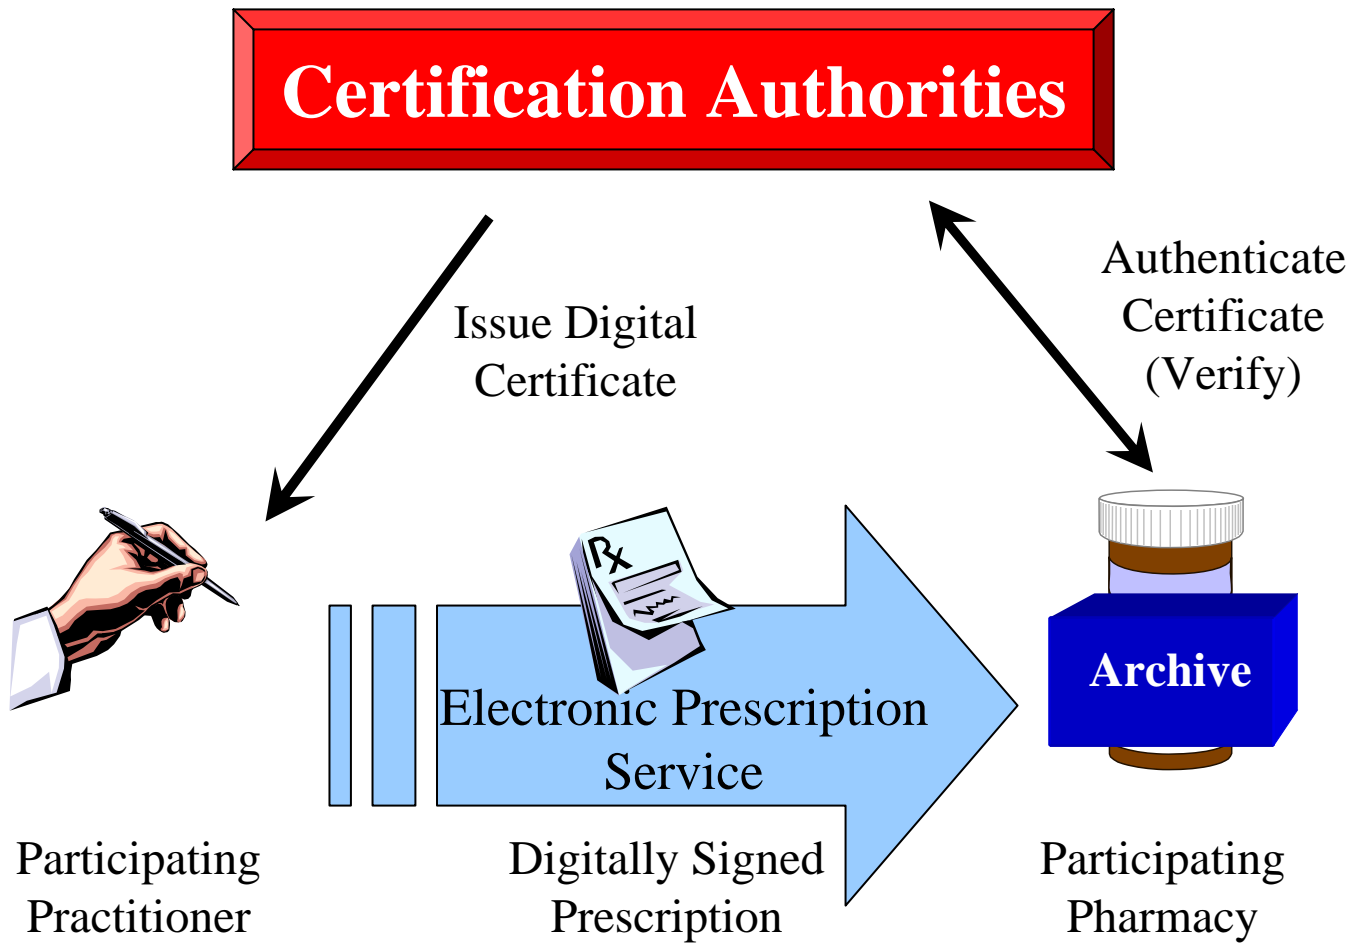 Certification Authorities
Issue Digital
Certificate
Authenticate
Certificate
(Verify)
Rx
Archive
Electronic Prescription
Service
Participating
Practitioner
Digitally Signed
Prescription
Participating
Pharmacy